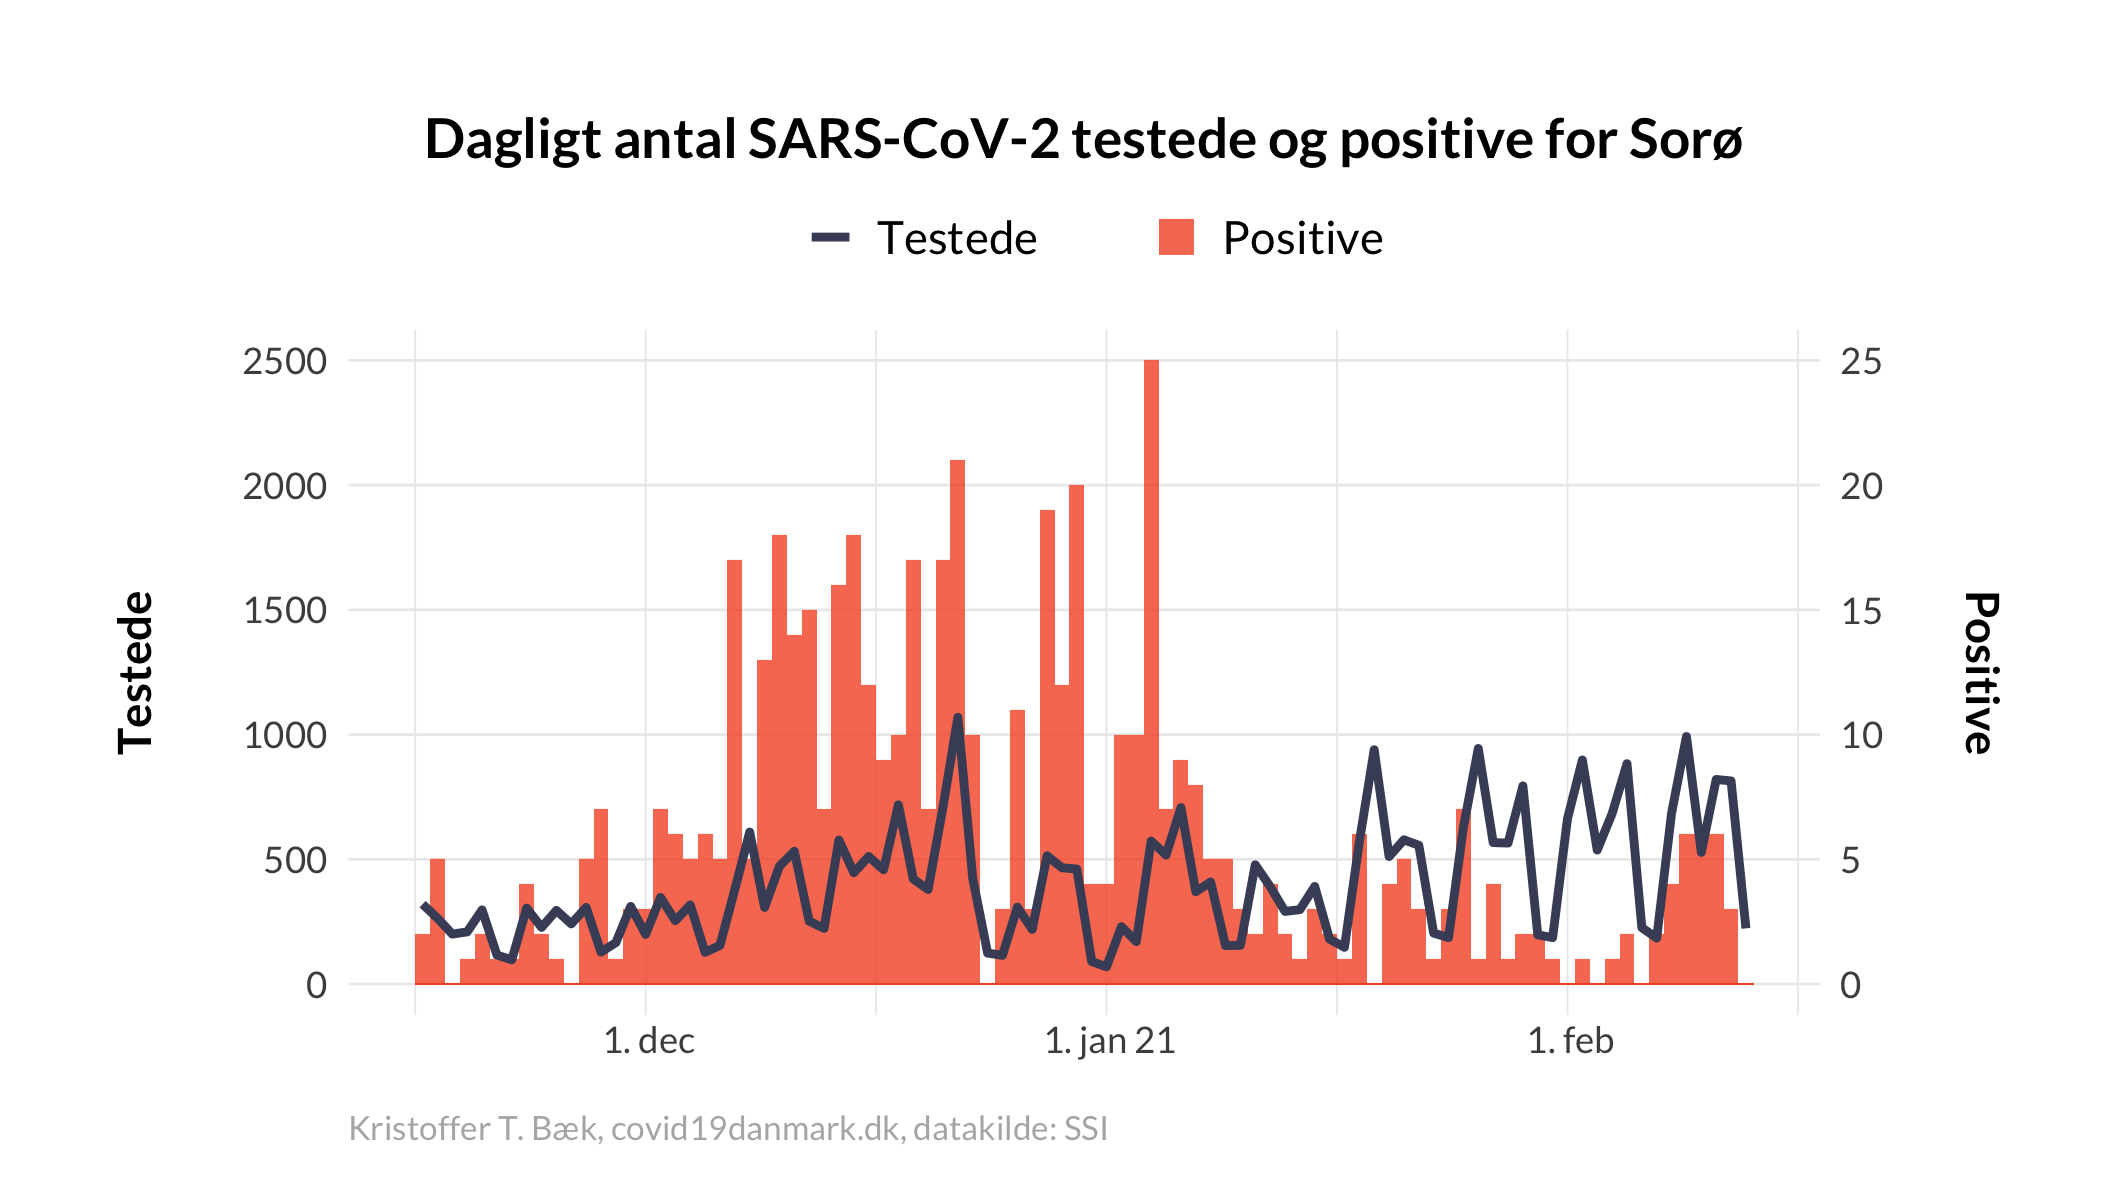 Dagligt antal SARS-CoV-2 testede og positive for Sorø
Testede
Positive
2500
2000
1500
1000
500
0
25
20
15
10
5
0
Testede
Positive
1. dec
1. jan 21
1. feb
Kristoffer T. Bæk, covid19danmark.dk, datakilde: SSI